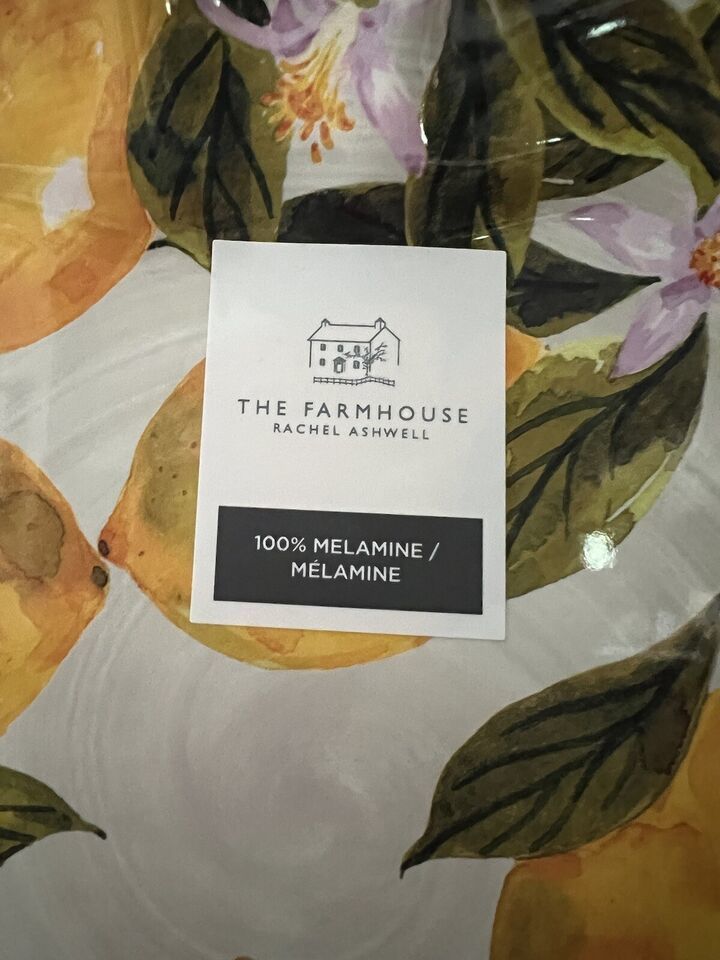 THE FARMHOUSE
RACHEL ASHWELL
100% MELAMINE /
MÉLAMINE